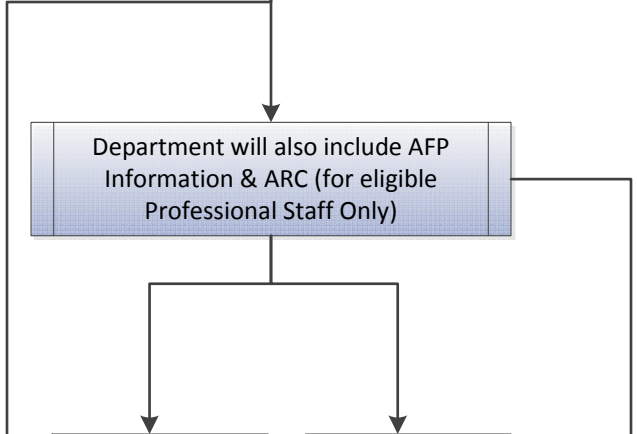 Department will also include AFP
Information & ARC (for eligible
Professional Staff Only)